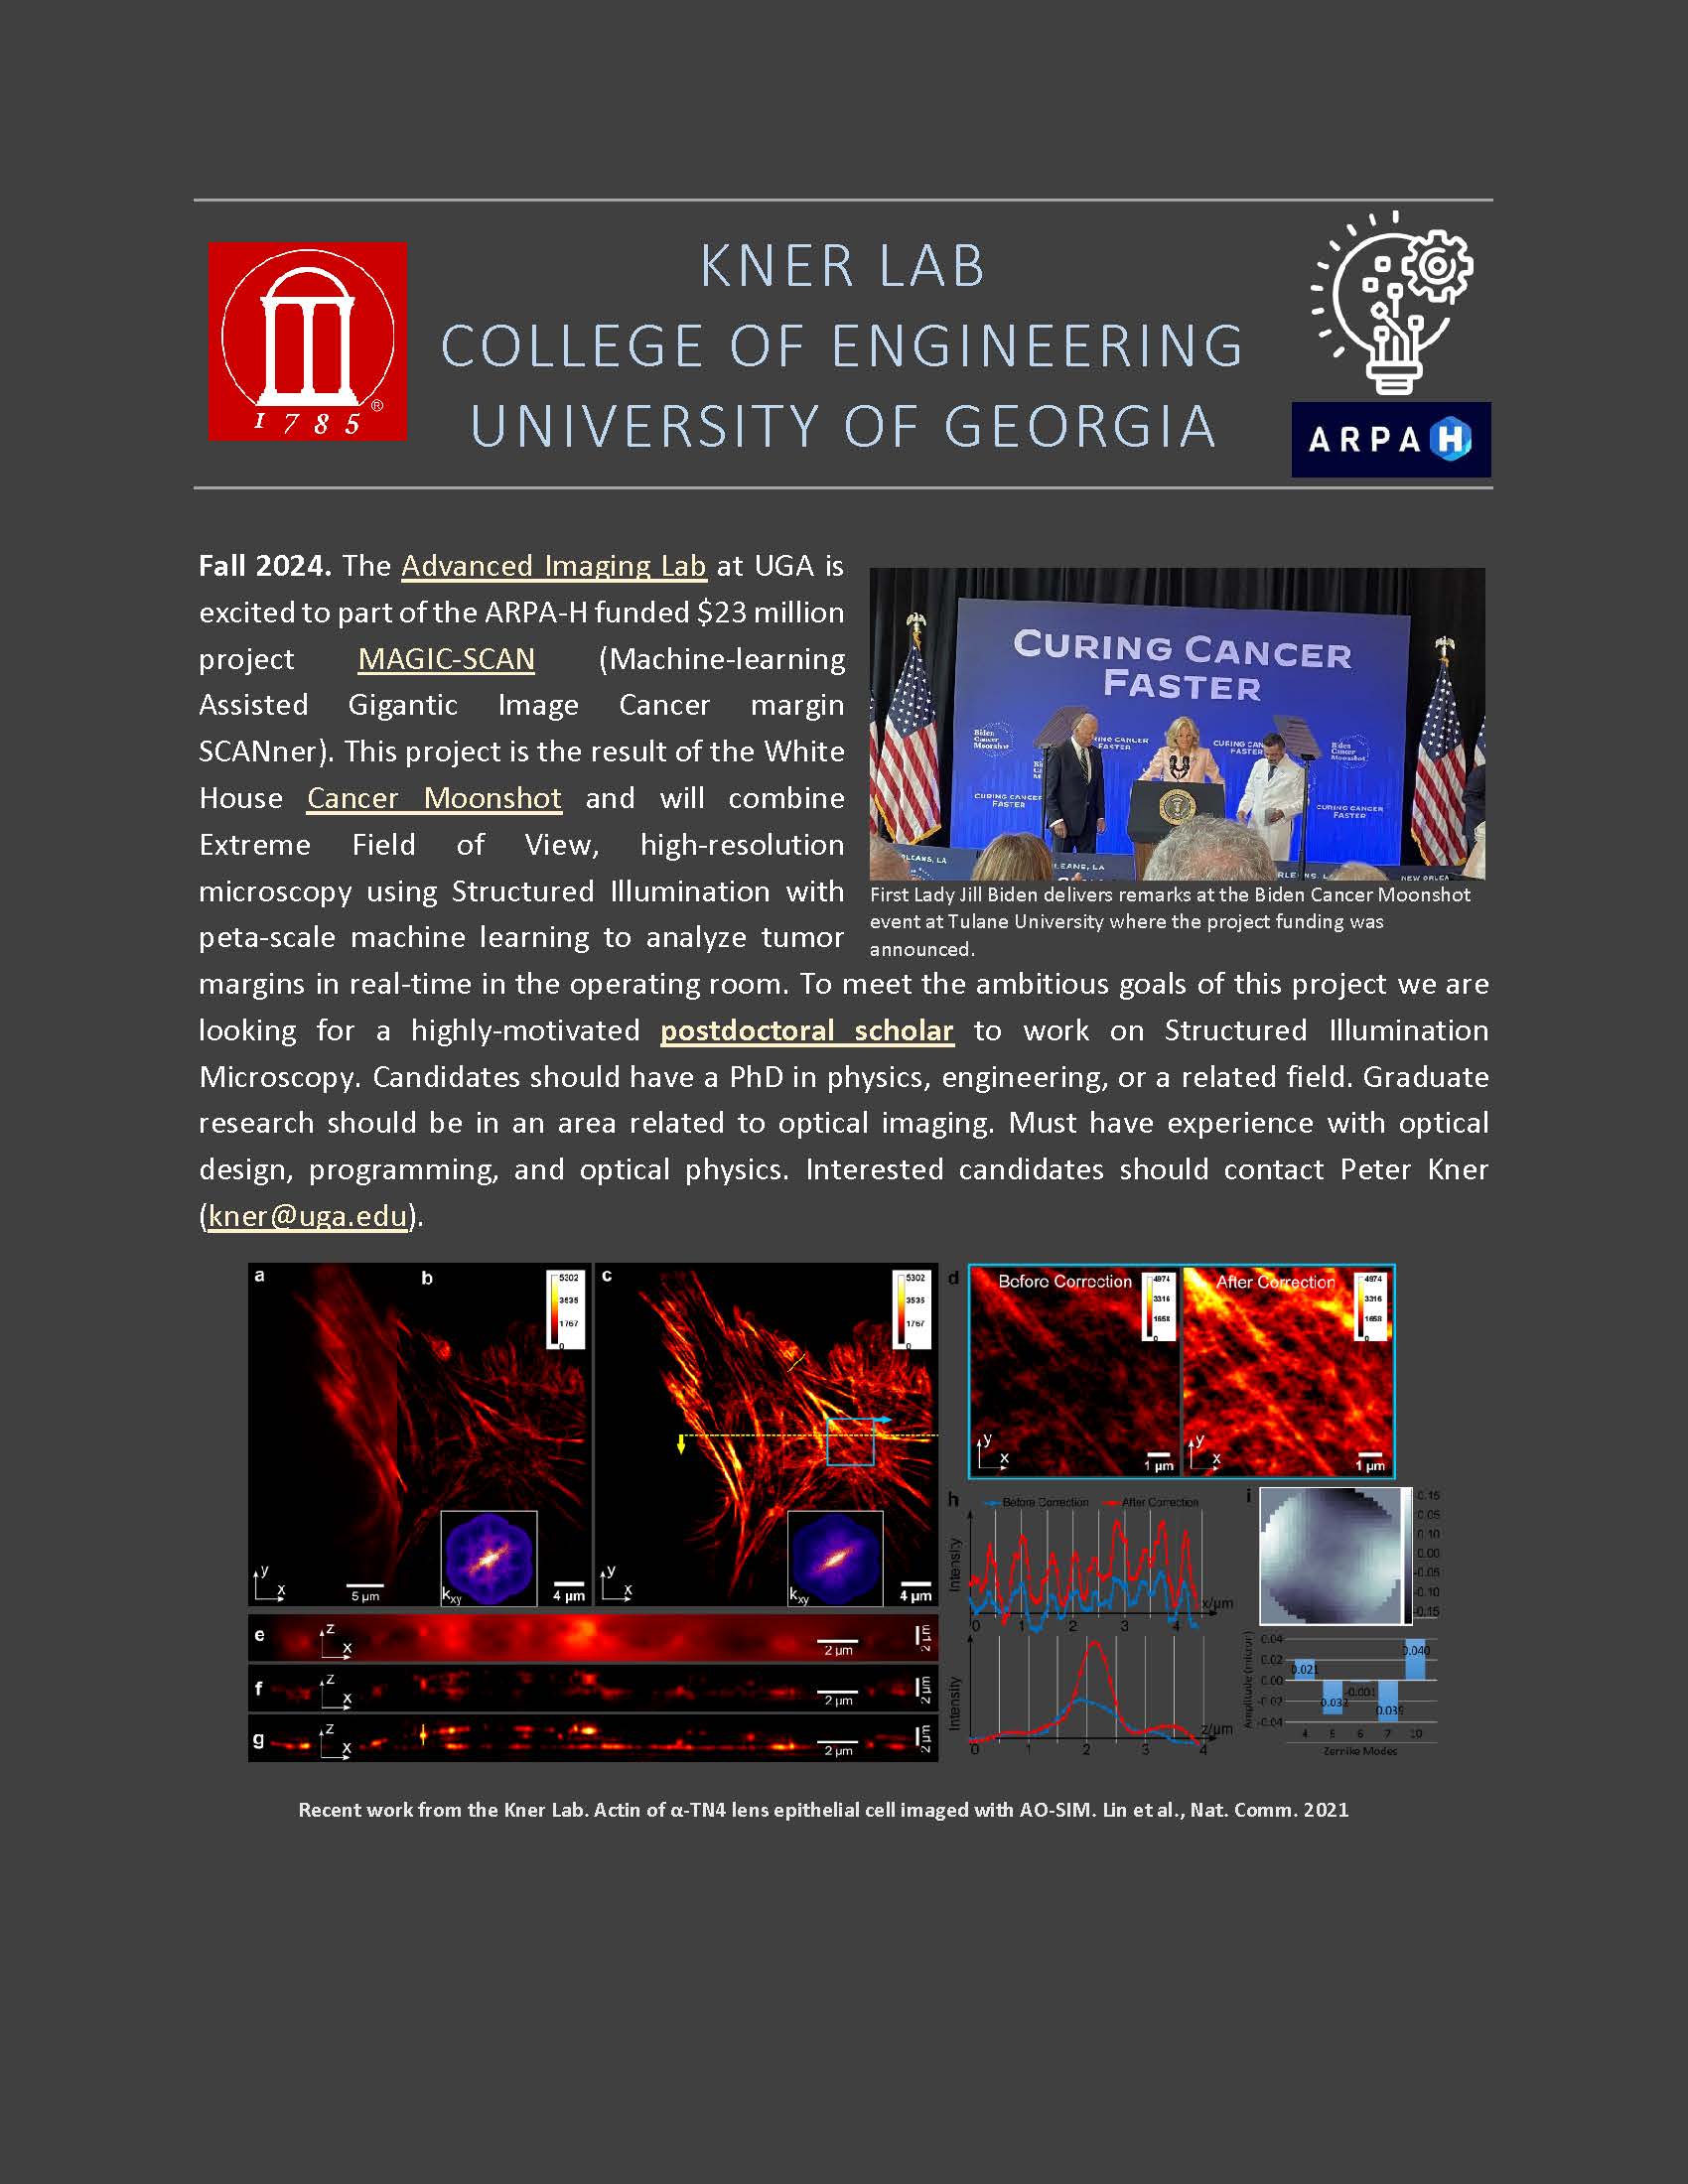 KNER LAB
COLLEGE OF ENGINEERING
UNIVERSITY OF GEORGIA
1785®
ARPA H
Fall 2024. The Advanced Imaging Lab at UGA is
excited to part of the ARPA-H funded $23 million
project MAGIC-SCAN (Machine-learning
Assisted Gigantic Image Cancer margin
SCANner). This project is the result of the White
House Cancer Moonshot and will combine
Extreme Field of View, high-resolution
microscopy using Structured Illumination with
peta-scale machine learning to analyze tumor
CURING CANCER
FASTER
Biden
Cancer
Moonshot
CURING CANCER
FASTER
Biden
Cancer
Moonshot
CURING CANCER
FASTER
NEW ORLEA
First Lady Jill Biden delivers remarks at the Biden Cancer Moonshot
event at Tulane University where the project funding was
announced.
margins in real-time in the operating room. To meet the ambitious goals of this project we are
looking for a highly-motivated postdoctoral scholar to work on Structured Illumination
Microscopy. Candidates should have a PhD in physics, engineering, or a related field. Graduate
research should be in an area related to optical imaging. Must have experience with optical
design, programming, and optical physics. Interested candidates should contact Peter Kner
(kner@uga.edu).
a b 5302 3535 1767 0
y x 5 µm kxy 4 µm
c 5302 3535 1767 0
y x kxy 4 µm
d Before Correction 4974 3316 1658 0
y x 1 µm
After Correction 4974 3316 1658 0
y x 1 µm
e z x 2 µm 2 µm
f z x 2 µm 2 µm
g z x 2 µm 2 µm
h Before Correction After Correction
Intensity
0 1 2 3 4 x/µm
Intensity
0 1 2 3 4 z/µm
i 0.15 0.05 0.10 0.00 -0.05 -0.10 -0.15
Amplitude (micron)
0.04 0.02 0.00 -0.02 -0.04
0.021 0.032 -0.001 0.035 0.040
4 5 6 7 10
Zernike Modes
Recent work from the Kner Lab. Actin of α-TN4 lens epithelial cell imaged with AO-SIM. Lin et al., Nat. Comm. 2021